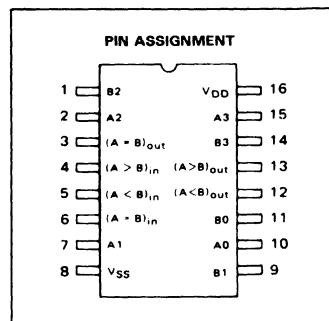 PIN ASSIGNMENT
1 B2 VDD 16
2 A2 A3 15
3 (A = B)out B3 14
4 (A > B)in (A>B)out 13
5 (A < B)in (A<B)out 12
6 (A = B)in B0 11
7 A1 A0 10
8 VSS B1 9